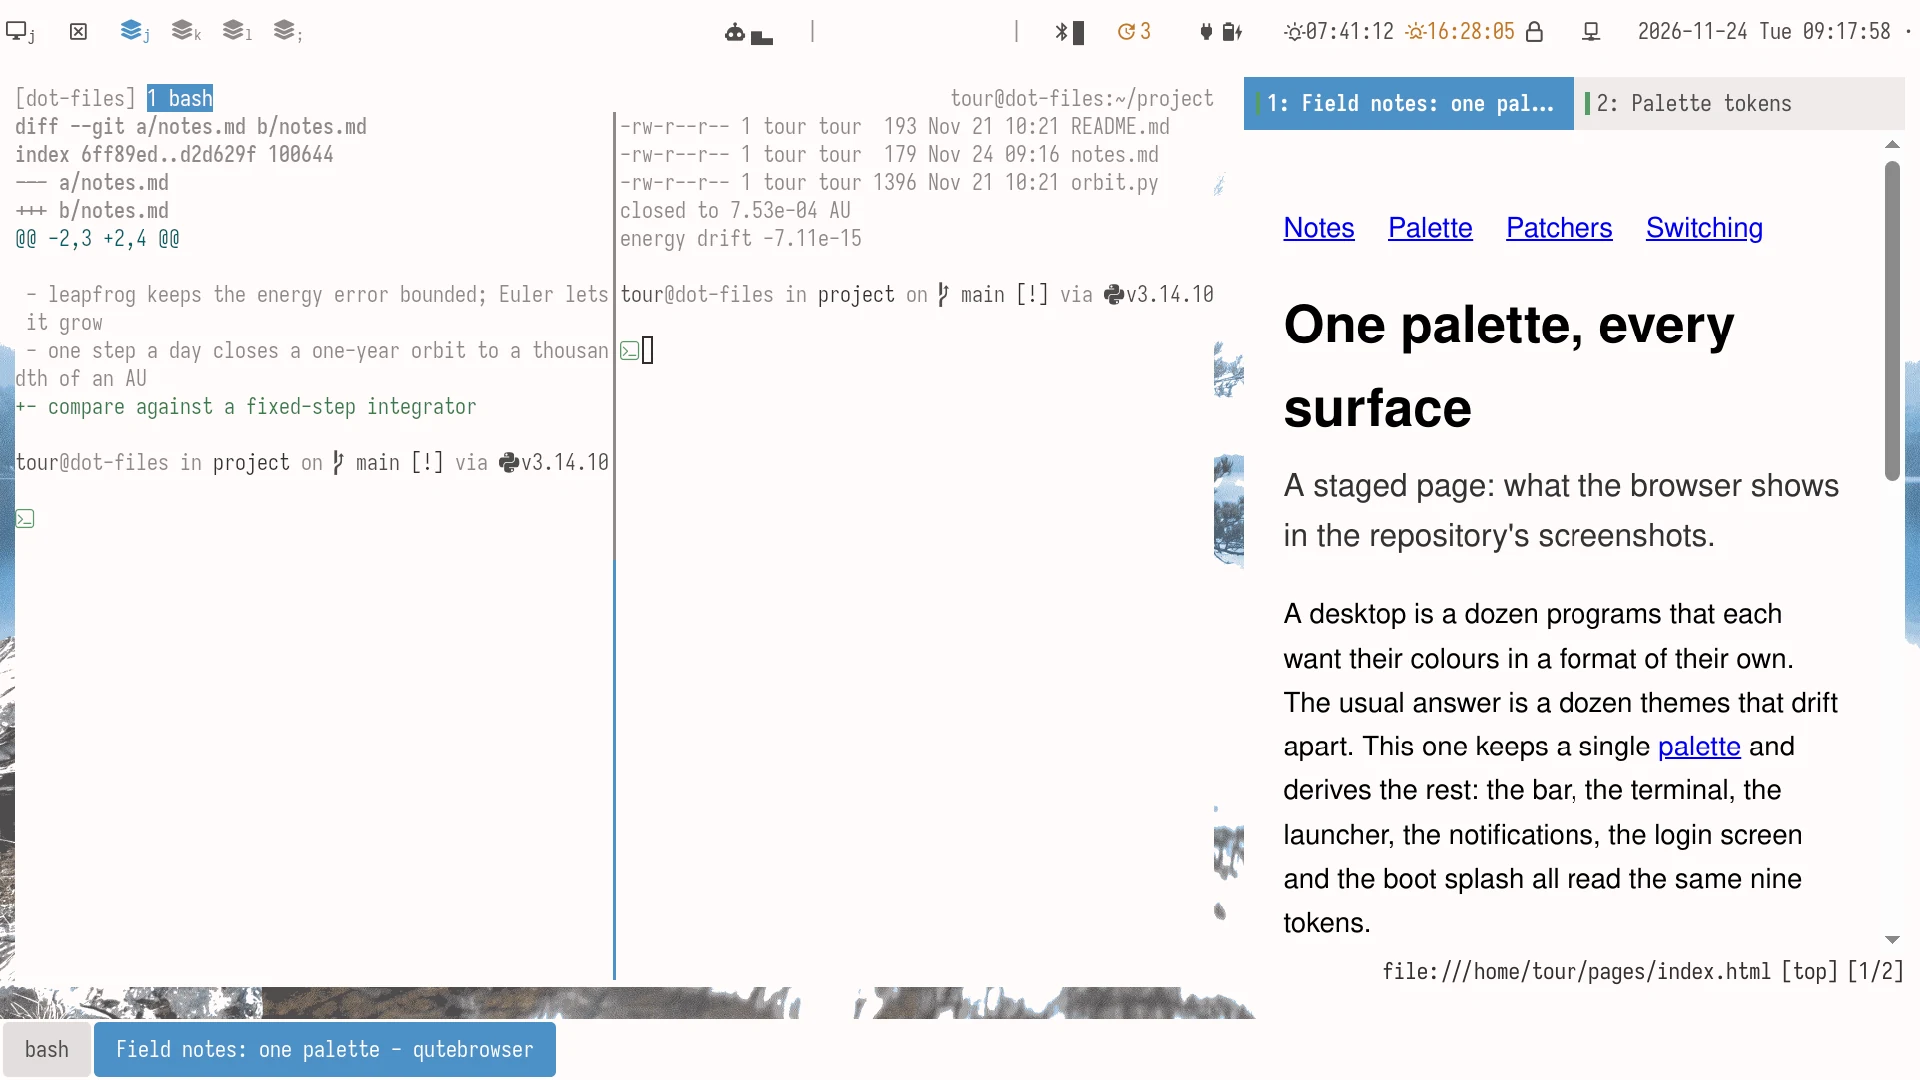 j
j k l ;
3
07:41:12 16:28:05
2026-11-24 Tue 09:17:58 ·
[dot-files] 1 bash
tour@dot-files:~/project
diff --git a/notes.md b/notes.md
index 6ff89ed..d2d629f 100644
--- a/notes.md
+++ b/notes.md
@@ -2,3 +2,4 @@
- leapfrog keeps the energy error bounded; Euler lets
it grow
- one step a day closes a one-year orbit to a thousan
dth of an AU
+- compare against a fixed-step integrator
tour@dot-files in project on main [!] via v3.14.10
-rw-r--r-- 1 tour tour  193 Nov 21 10:21 README.md
-rw-r--r-- 1 tour tour  179 Nov 24 09:16 notes.md
-rw-r--r-- 1 tour tour 1396 Nov 21 10:21 orbit.py
closed to 7.53e-04 AU
energy drift -7.11e-15
tour@dot-files in project on main [!] via v3.14.10
1: Field notes: one pal... 2: Palette tokens
Notes Palette Patchers Switching
One palette, every
surface
A staged page: what the browser shows
in the repository's screenshots.
A desktop is a dozen programs that each
want their colours in a format of their own.
The usual answer is a dozen themes that drift
apart. This one keeps a single palette and
derives the rest: the bar, the terminal, the
launcher, the notifications, the login screen
and the boot splash all read the same nine
tokens.
file:///home/tour/pages/index.html [top] [1/2]
bash
Field notes: one palette - qutebrowser